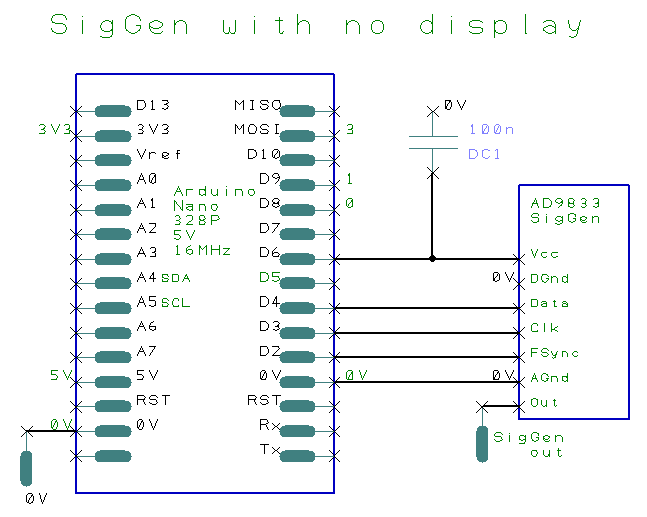 SigGen with no display
D13
3V3 3V3
Vref
A0
A1
A2
A3
A4 SDA
A5 SCL
A6
A7
5V 5V
RST
0V 0V
0V
Arduino
Nano
328P
5V
16MHz
MISO
MOSI 3
D10
D9 1
D8 0
D7
D6
D5
D4
D3
D2
0V 0V
RST
Rx
Tx
0V
100n
DC1
AD9833
SigGen
Vcc
0V DGnd
Data
Clk
FSync
0V AGnd
Out
SigGen
out